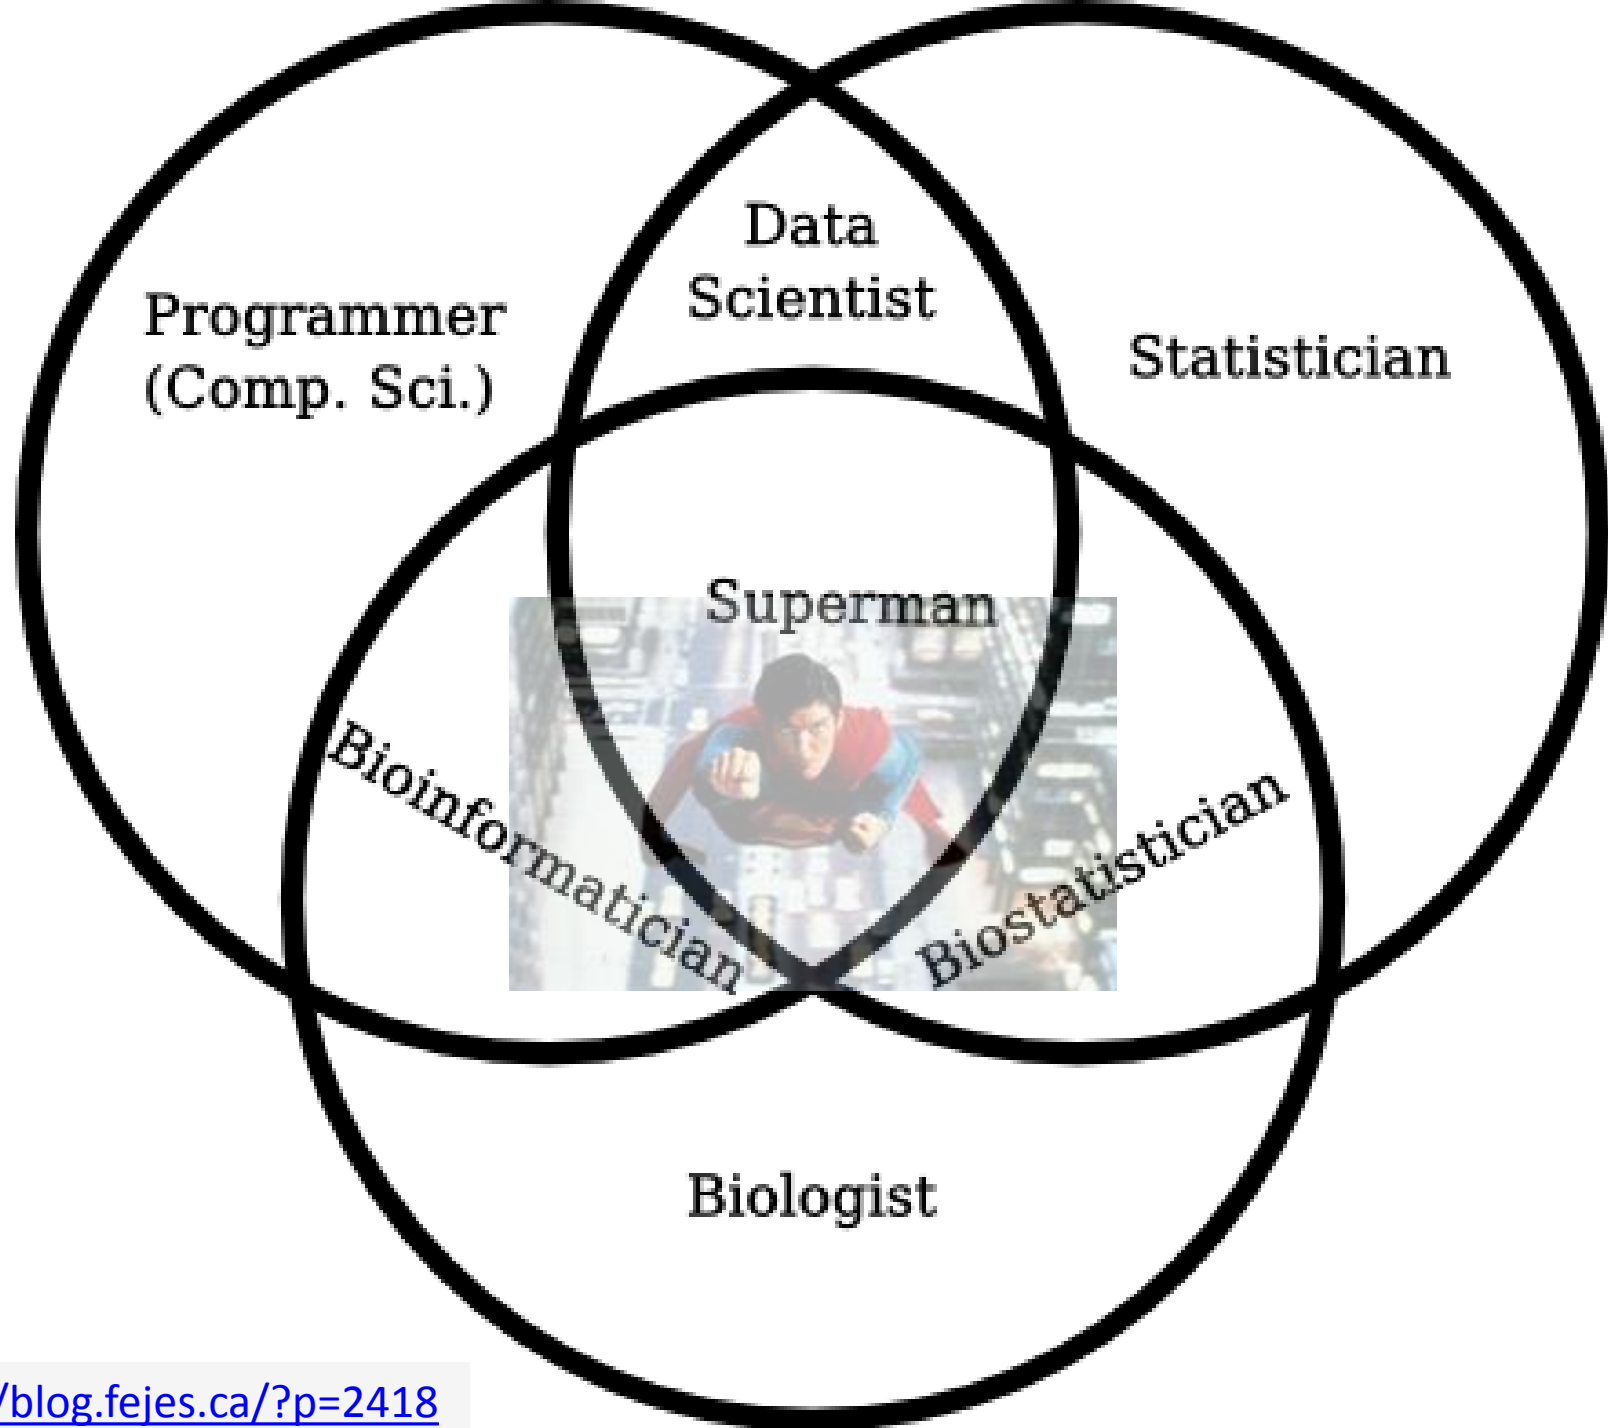 Data
Scientist
Programmer
(Comp. Sci.)
Statistician
Superman
Bioinformatician
Biostatistician
Biologist
/blog.fejes.ca/?p=2418